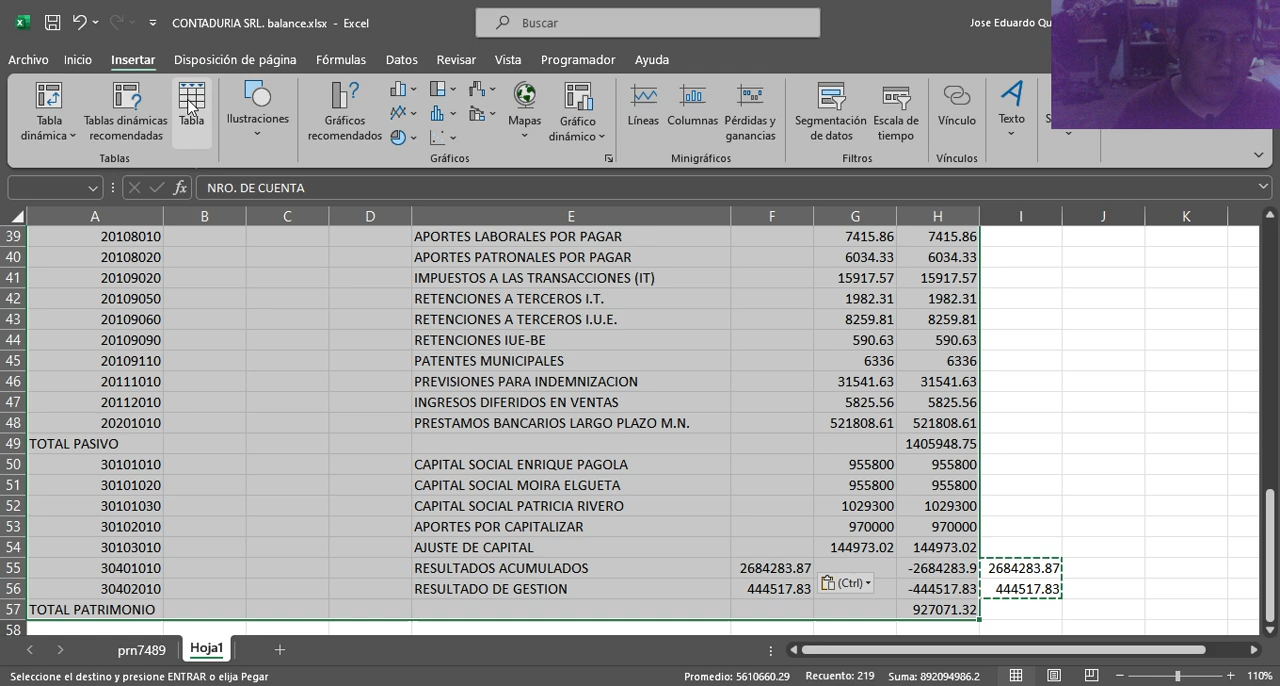 CONTADURIA SRL. balance.xlsx - Excel
Buscar
Jose Eduardo Qu
Archivo Inicio Insertar Disposición de página Fórmulas Datos Revisar Vista Programador Ayuda
Tabla dinámica
Tablas dinámicas recomendadas
Tabla
Ilustraciones
Gráficos recomendados
Mapas
Gráfico dinámico
Líneas
Columnas
Pérdidas y ganancias
Segmentación de datos
Escala de tiempo
Vínculo
Texto
S
Tablas Gráficos Minigráficos Filtros Vínculos
fx NRO. DE CUENTA
A B C D E F G H I J K
39 20108010 APORTES LABORALES POR PAGAR 7415.86 7415.86
40 20108020 APORTES PATRONALES POR PAGAR 6034.33 6034.33
41 20109020 IMPUESTOS A LAS TRANSACCIONES (IT) 15917.57 15917.57
42 20109050 RETENCIONES A TERCEROS I.T. 1982.31 1982.31
43 20109060 RETENCIONES A TERCEROS I.U.E. 8259.81 8259.81
44 20109090 RETENCIONES IUE-BE 590.63 590.63
45 20109110 PATENTES MUNICIPALES 6336 6336
46 20111010 PREVISIONES PARA INDEMNIZACION 31541.63 31541.63
47 20112010 INGRESOS DIFERIDOS EN VENTAS 5825.56 5825.56
48 20201010 PRESTAMOS BANCARIOS LARGO PLAZO M.N. 521808.61 521808.61
49 TOTAL PASIVO 1405948.75
50 30101010 CAPITAL SOCIAL ENRIQUE PAGOLA 955800 955800
51 30101020 CAPITAL SOCIAL MOIRA ELGUETA 955800 955800
52 30101030 CAPITAL SOCIAL PATRICIA RIVERO 1029300 1029300
53 30102010 APORTES POR CAPITALIZAR 970000 970000
54 30103010 AJUSTE DE CAPITAL 144973.02 144973.02
55 30401010 RESULTADOS ACUMULADOS 2684283.87 -2684283.9 2684283.87
56 30402010 RESULTADO DE GESTION 444517.83 (Ctrl) -444517.83 444517.83
57 TOTAL PATRIMONIO 927071.32
58
prn7489 Hoja1
Seleccione el destino y presione ENTRAR o elija Pegar Promedio: 5610660.29 Recuento: 219 Suma: 892094986.2 110%